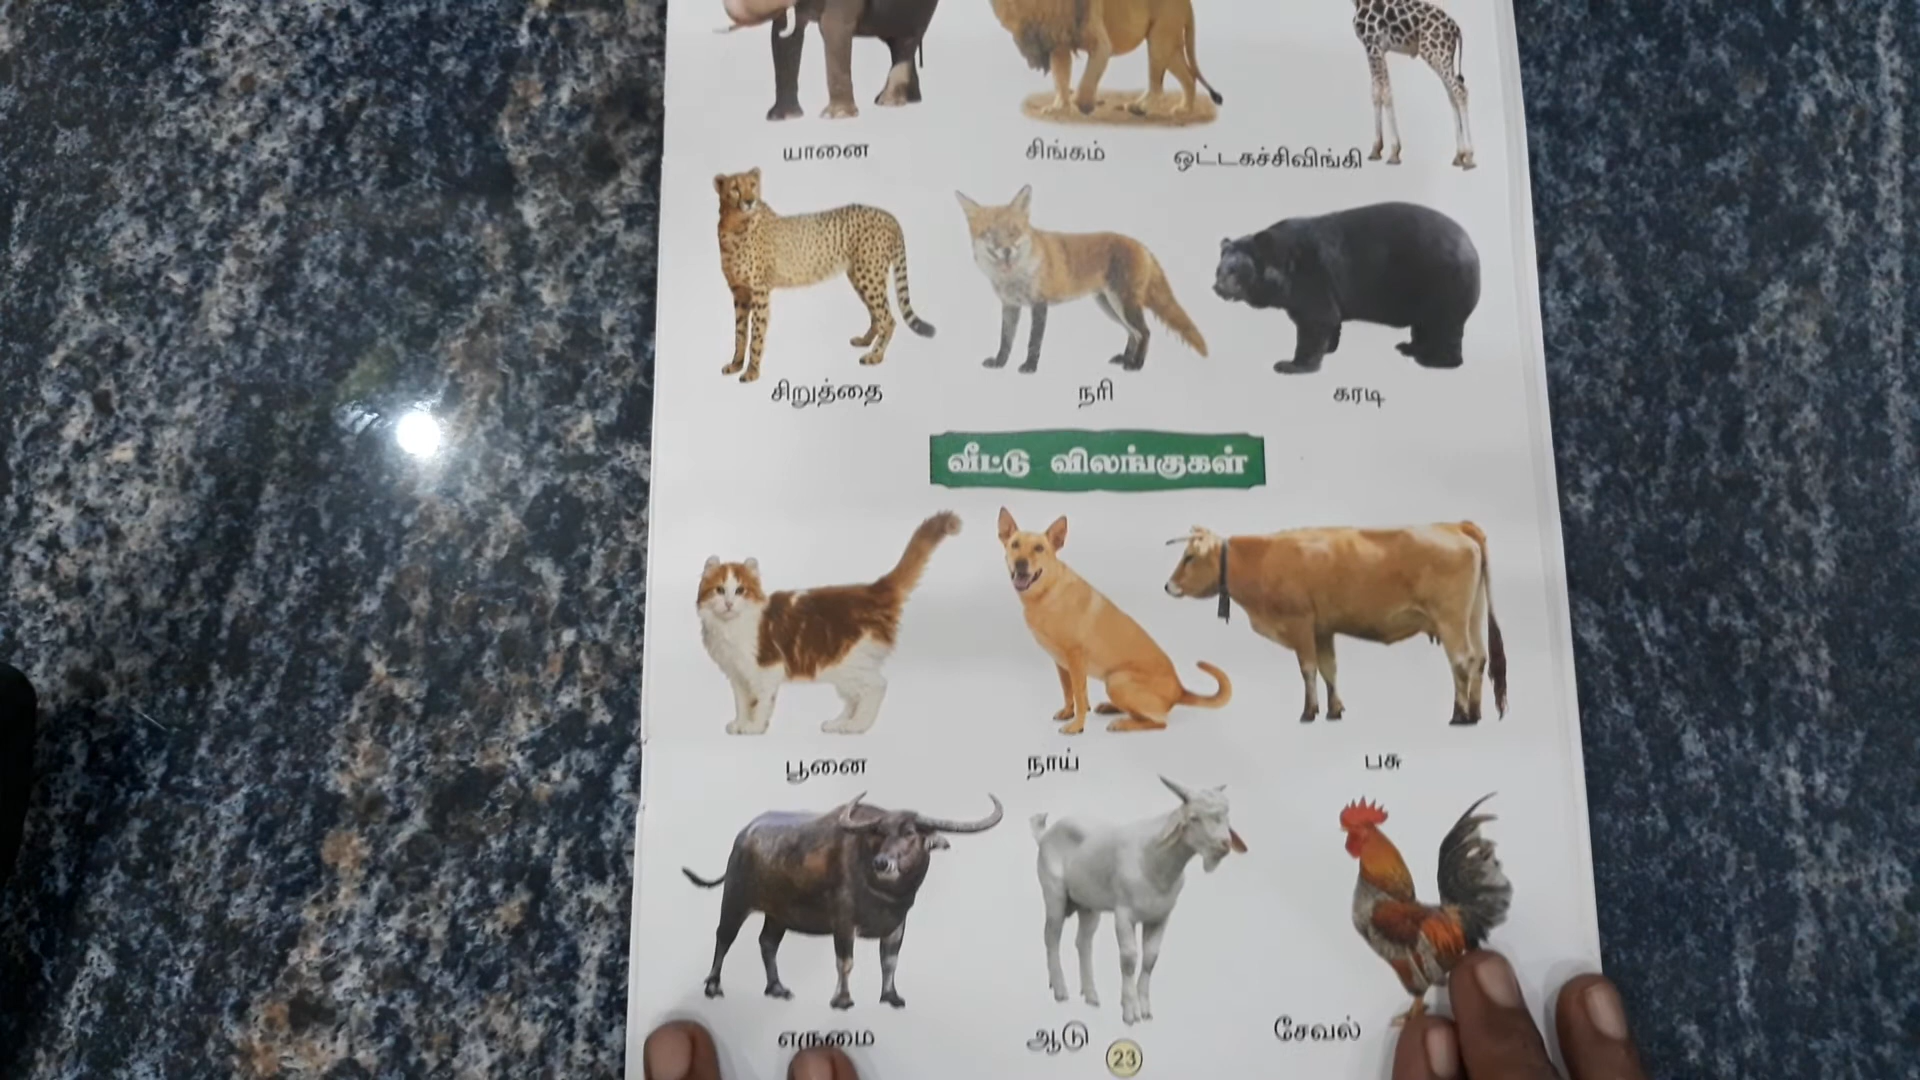 யானை சிங்கம் ஒட்டகச்சிவிங்கி
சிறுத்தை நரி கரடி
வீட்டு விலங்குகள்
பூனை நாய் பசு
எருமை ஆடு சேவல்
23